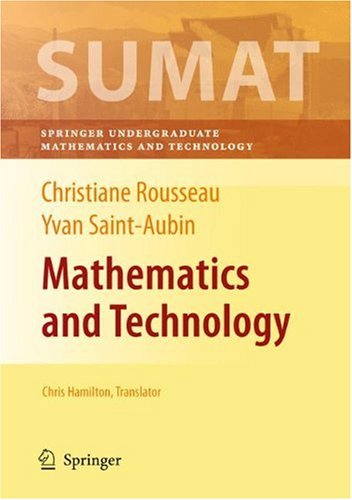 SUMAT
SPRINGER UNDERGRADUATE
MATHEMATICS AND TECHNOLOGY
Christiane Rousseau
Yvan Saint-Aubin
Mathematics
and Technology
Chris Hamilton, Translator
Springer